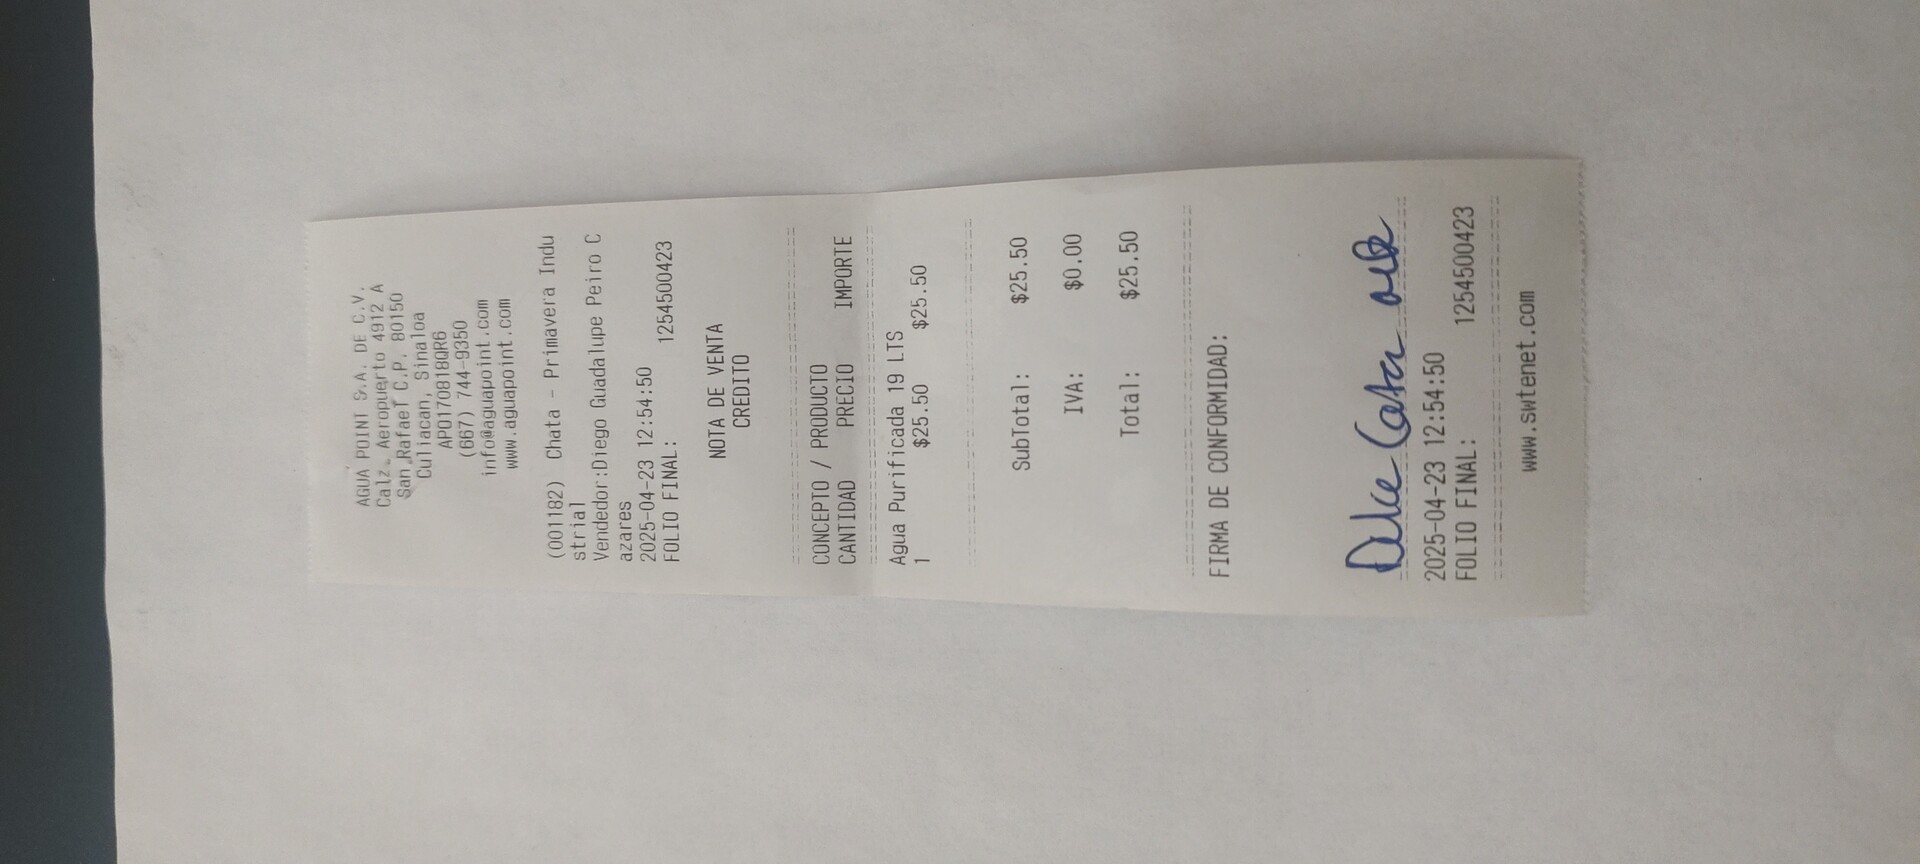 AGUA POINT S.A. DE C.V.
Calz. Aeropuerto 4912 A
San Rafael C.P. 80150
Culiacan, Sinaloa
APO170818QR6
(667) 744-9350
info@aguapoint.com
www.aguapoint.com
(001182) Chata - Primavera Indu
strial
Vendedor:Diego Guadalupe Peiro C
azares
2025-04-23 12:54:50
FOLIO FINAL: 1254500423
NOTA DE VENTA
CREDITO
CONCEPTO / PRODUCTO
CANTIDAD PRECIO IMPORTE
Agua Purificada 19 LTS
1 $25.50 $25.50
SubTotal: $25.50
IVA: $0.00
Total: $25.50
FIRMA DE CONFORMIDAD:
2025-04-23 12:54:50
FOLIO FINAL: 1254500423
www.swtenet.com